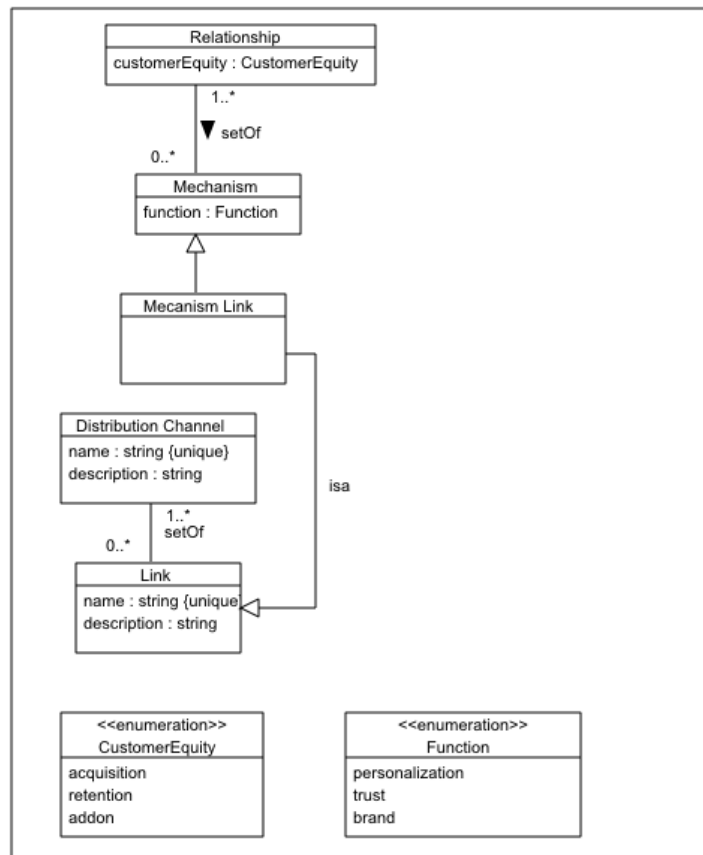 Relationship
customerEquity : CustomerEquity
1..*
setOf
0..*
Mechanism
function : Function
Mecanism Link
Distribution Channel
name : string {unique}
description : string
isa
1..*
setOf
0..*
Link
name : string {unique
description : string
<<enumeration>>
CustomerEquity
acquisition
retention
addon
<<enumeration>>
Function
personalization
trust
brand